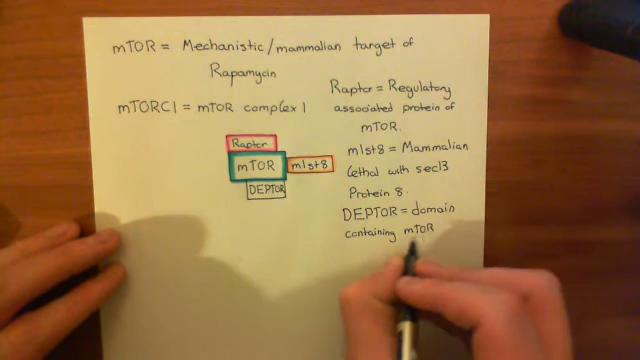 mTOR = Mechanistic/mammalian target of
Rapamycin
mTORC1 = mTOR complex 1
Raptor
mTOR
mlst8
DEPTOR
Raptor = Regulatory
associated protein of
mTOR.
mlst8 = Mammalian
lethal with sec13
Protein 8.
DEPTOR = domain
containing mTOR